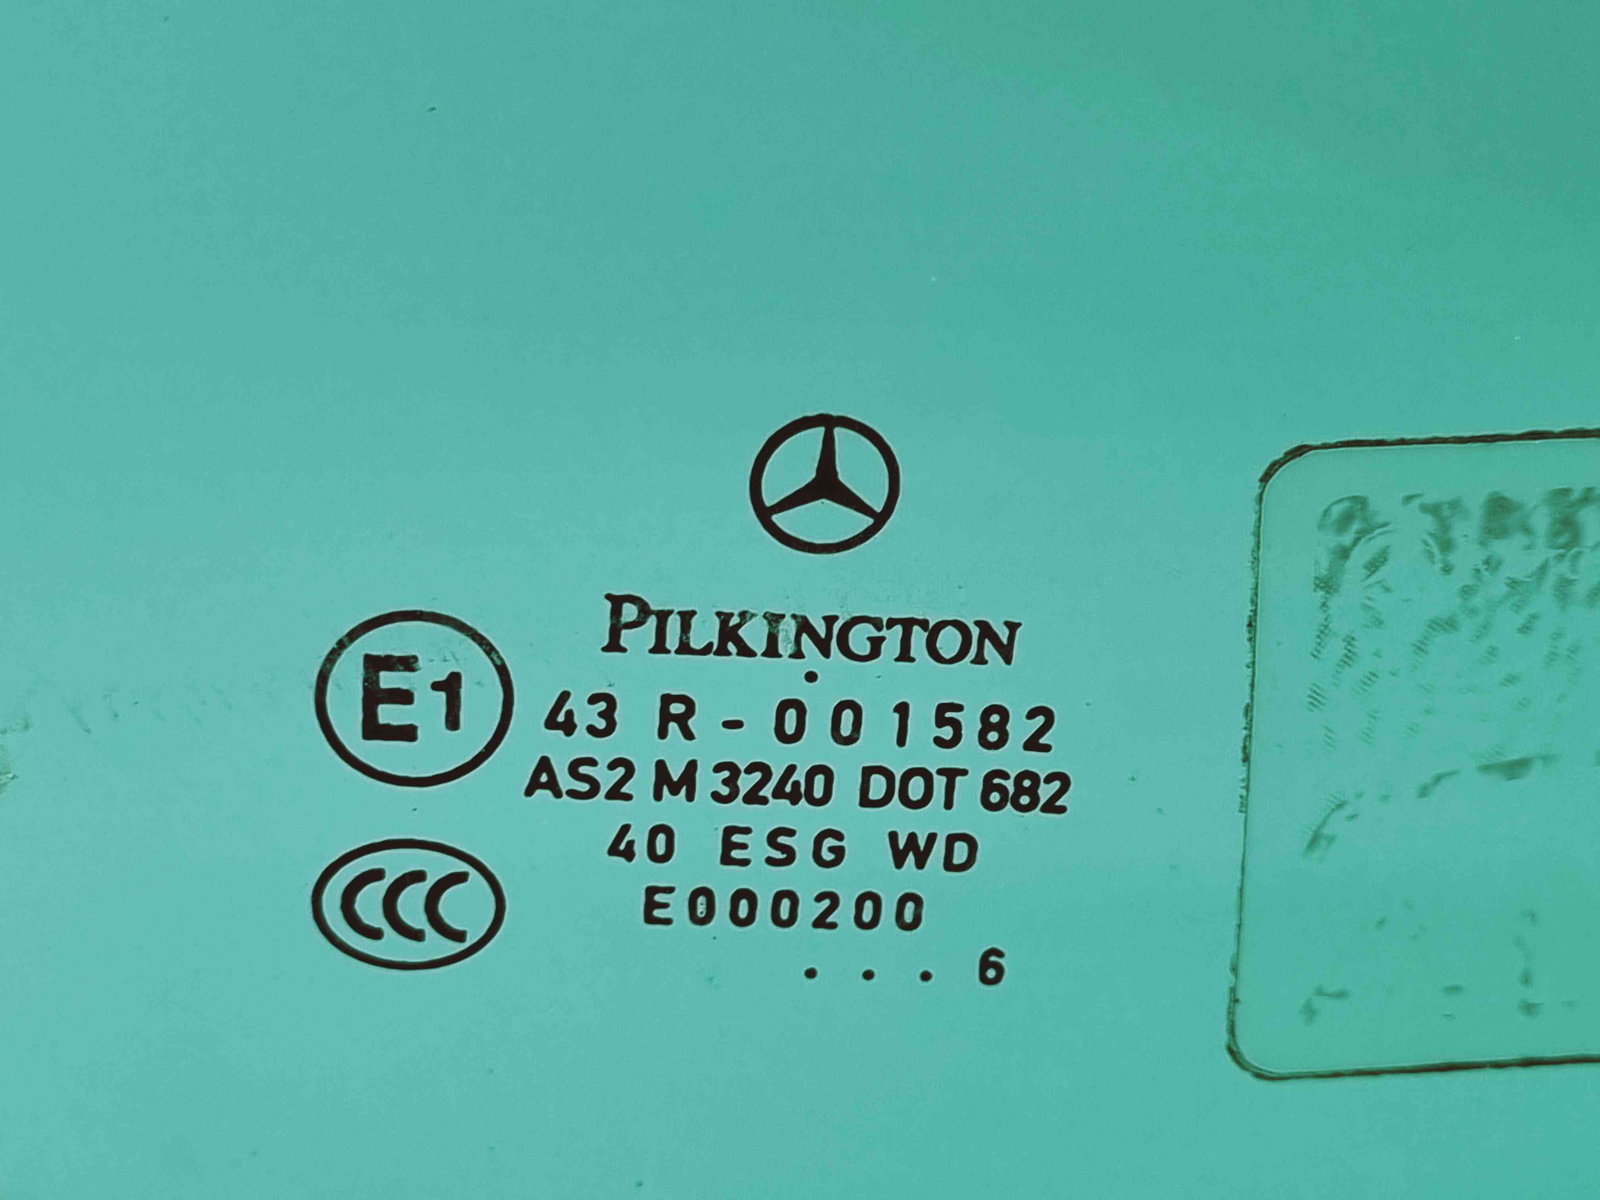 PILKINGTON
.
E1
43 R - 001582
AS2 M 3240 DOT 682
40 ESG WD
E000200
CCC
. . . 6